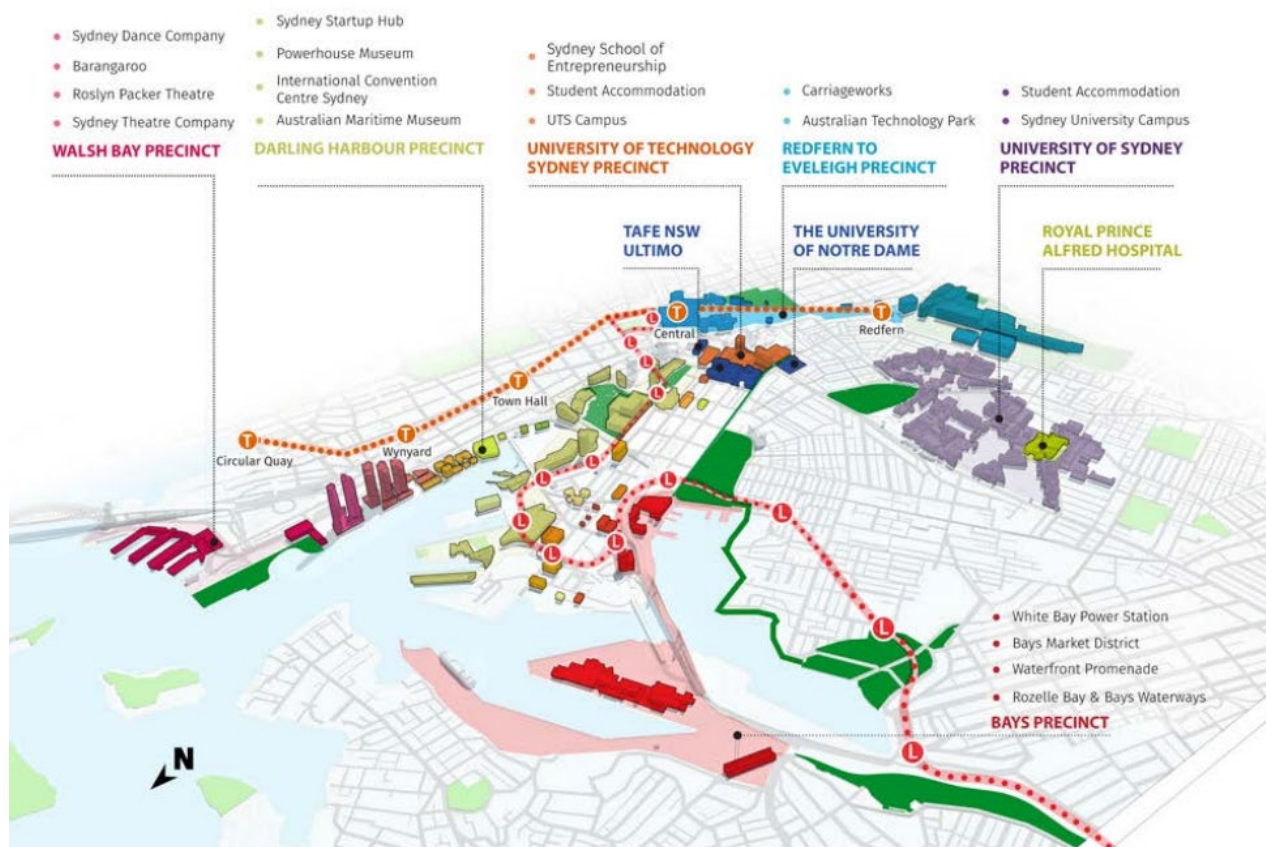 Sydney Dance Company
Barangaroo
Roslyn Packer Theatre
Sydney Theatre Company
WALSH BAY PRECINCT
Sydney Startup Hub
Powerhouse Museum
International Convention
Centre Sydney
Australian Maritime Museum
DARLING HARBOUR PRECINCT
Sydney School of
Entrepreneurship
Student Accommodation
UTS Campus
UNIVERSITY OF TECHNOLOGY
SYDNEY PRECINCT
Carriageworks
Australian Technology Park
REDFERN TO
EVELEIGH PRECINCT
Student Accommodation
Sydney University Campus
UNIVERSITY OF SYDNEY
PRECINCT
TAFE NSW
ULTIMO
THE UNIVERSITY
OF NOTRE DAME
ROYAL PRINCE
ALFRED HOSPITAL
T
Central
T
Redfern
L
L
L
L
T
Town Hall
T
Wynyard
T
Circular Quay
L
L
L
L
L
L
L
L
L
White Bay Power Station
Bays Market District
Waterfront Promenade
Rozelle Bay & Bays Waterways
BAYS PRECINCT
N